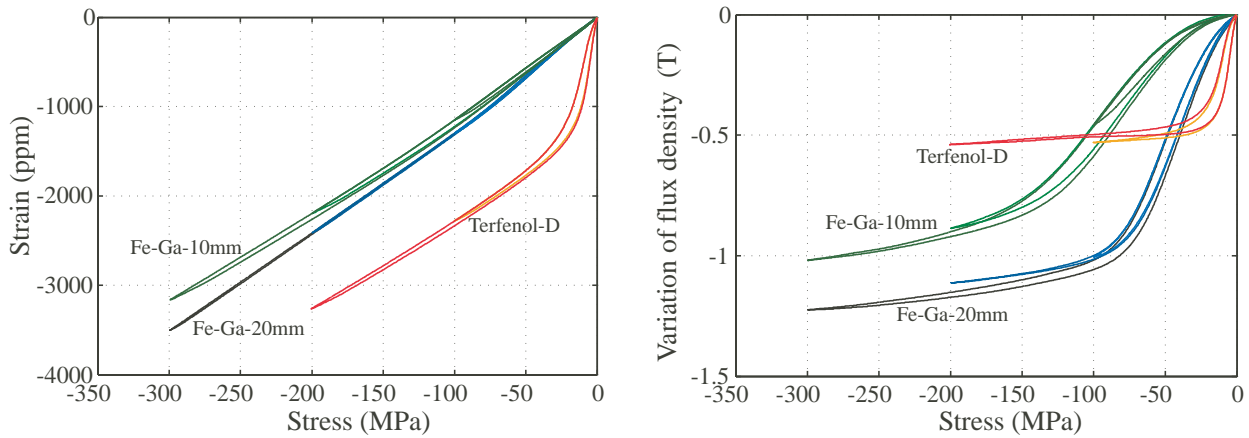 0
-1000
-2000
-3000
-4000
Strain (ppm)
Fe-Ga-10mm
Fe-Ga-20mm
Terfenol-D
-350 -300 -250 -200 -150 -100 -50 0
Stress (MPa)
0
-0.5
-1
-1.5
Variation of flux density (T)
Terfenol-D
Fe-Ga-10mm
Fe-Ga-20mm
-350 -300 -250 -200 -150 -100 -50 0
Stress (MPa)